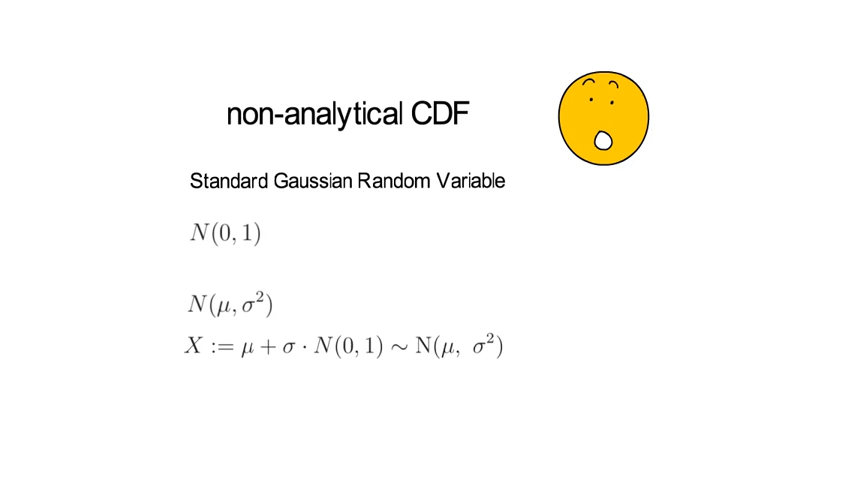 non-analytical CDF
Standard Gaussian Random Variable
N(0, 1)
N(μ, σ²)
X := μ + σ · N(0, 1) ∼ N(μ, σ²)